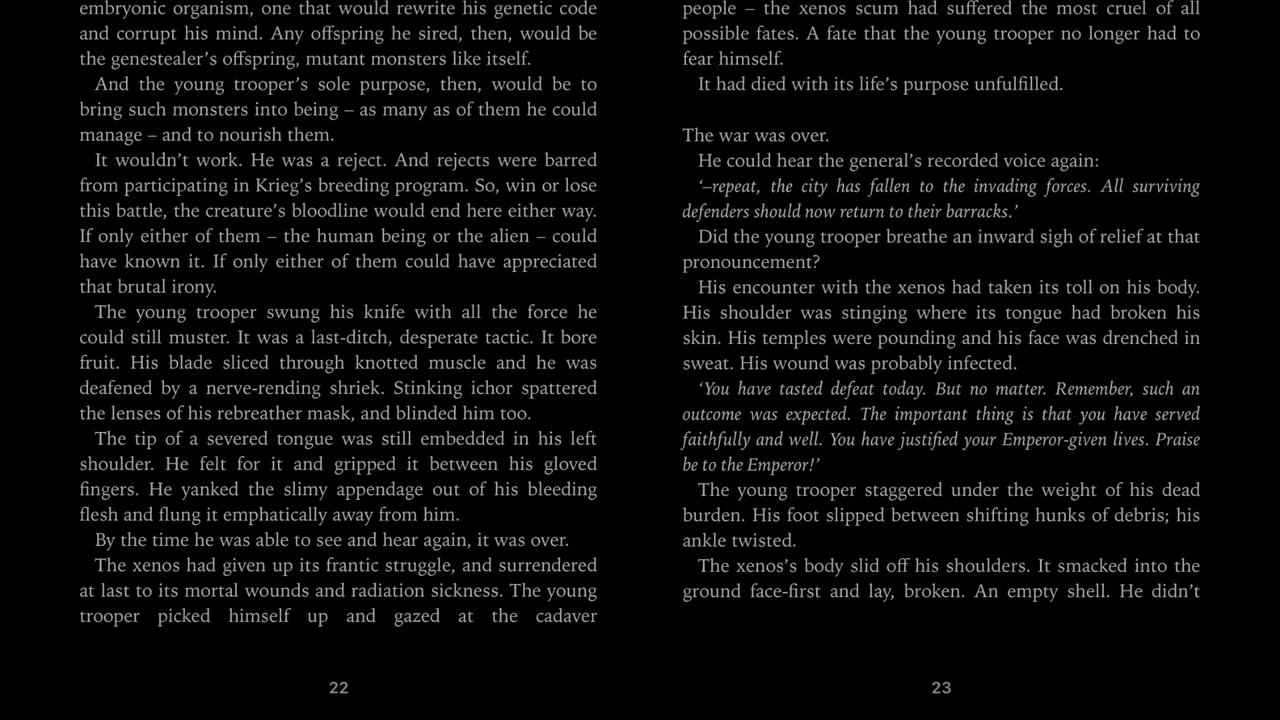 embryonic organism, one that would rewrite his genetic code
and corrupt his mind. Any offspring he sired, then, would be
the genestealer’s offspring, mutant monsters like itself.
And the young trooper’s sole purpose, then, would be to
bring such monsters into being – as many as of them he could
manage – and to nourish them.
It wouldn’t work. He was a reject. And rejects were barred
from participating in Krieg’s breeding program. So, win or lose
this battle, the creature’s bloodline would end here either way.
If only either of them – the human being or the alien – could
have known it. If only either of them could have appreciated
that brutal irony.
The young trooper swung his knife with all the force he
could still muster. It was a last-ditch, desperate tactic. It bore
fruit. His blade sliced through knotted muscle and he was
deafened by a nerve-rending shriek. Stinking ichor spattered
the lenses of his rebreather mask, and blinded him too.
The tip of a severed tongue was still embedded in his left
shoulder. He felt for it and gripped it between his gloved
fingers. He yanked the slimy appendage out of his bleeding
flesh and flung it emphatically away from him.
By the time he was able to see and hear again, it was over.
The xenos had given up its frantic struggle, and surrendered
at last to its mortal wounds and radiation sickness. The young
trooper picked himself up and gazed at the cadaver
22
people – the xenos scum had suffered the most cruel of all
possible fates. A fate that the young trooper no longer had to
fear himself.
It had died with its life’s purpose unfulfilled.
The war was over.
He could hear the general’s recorded voice again:
‘–repeat, the city has fallen to the invading forces. All surviving
defenders should now return to their barracks.’
Did the young trooper breathe an inward sigh of relief at that
pronouncement?
His encounter with the xenos had taken its toll on his body.
His shoulder was stinging where its tongue had broken his
skin. His temples were pounding and his face was drenched in
sweat. His wound was probably infected.
‘You have tasted defeat today. But no matter. Remember, such an
outcome was expected. The important thing is that you have served
faithfully and well. You have justified your Emperor-given lives. Praise
be to the Emperor!’
The young trooper staggered under the weight of his dead
burden. His foot slipped between shifting hunks of debris; his
ankle twisted.
The xenos’s body slid off his shoulders. It smacked into the
ground face-first and lay, broken. An empty shell. He didn’t
23